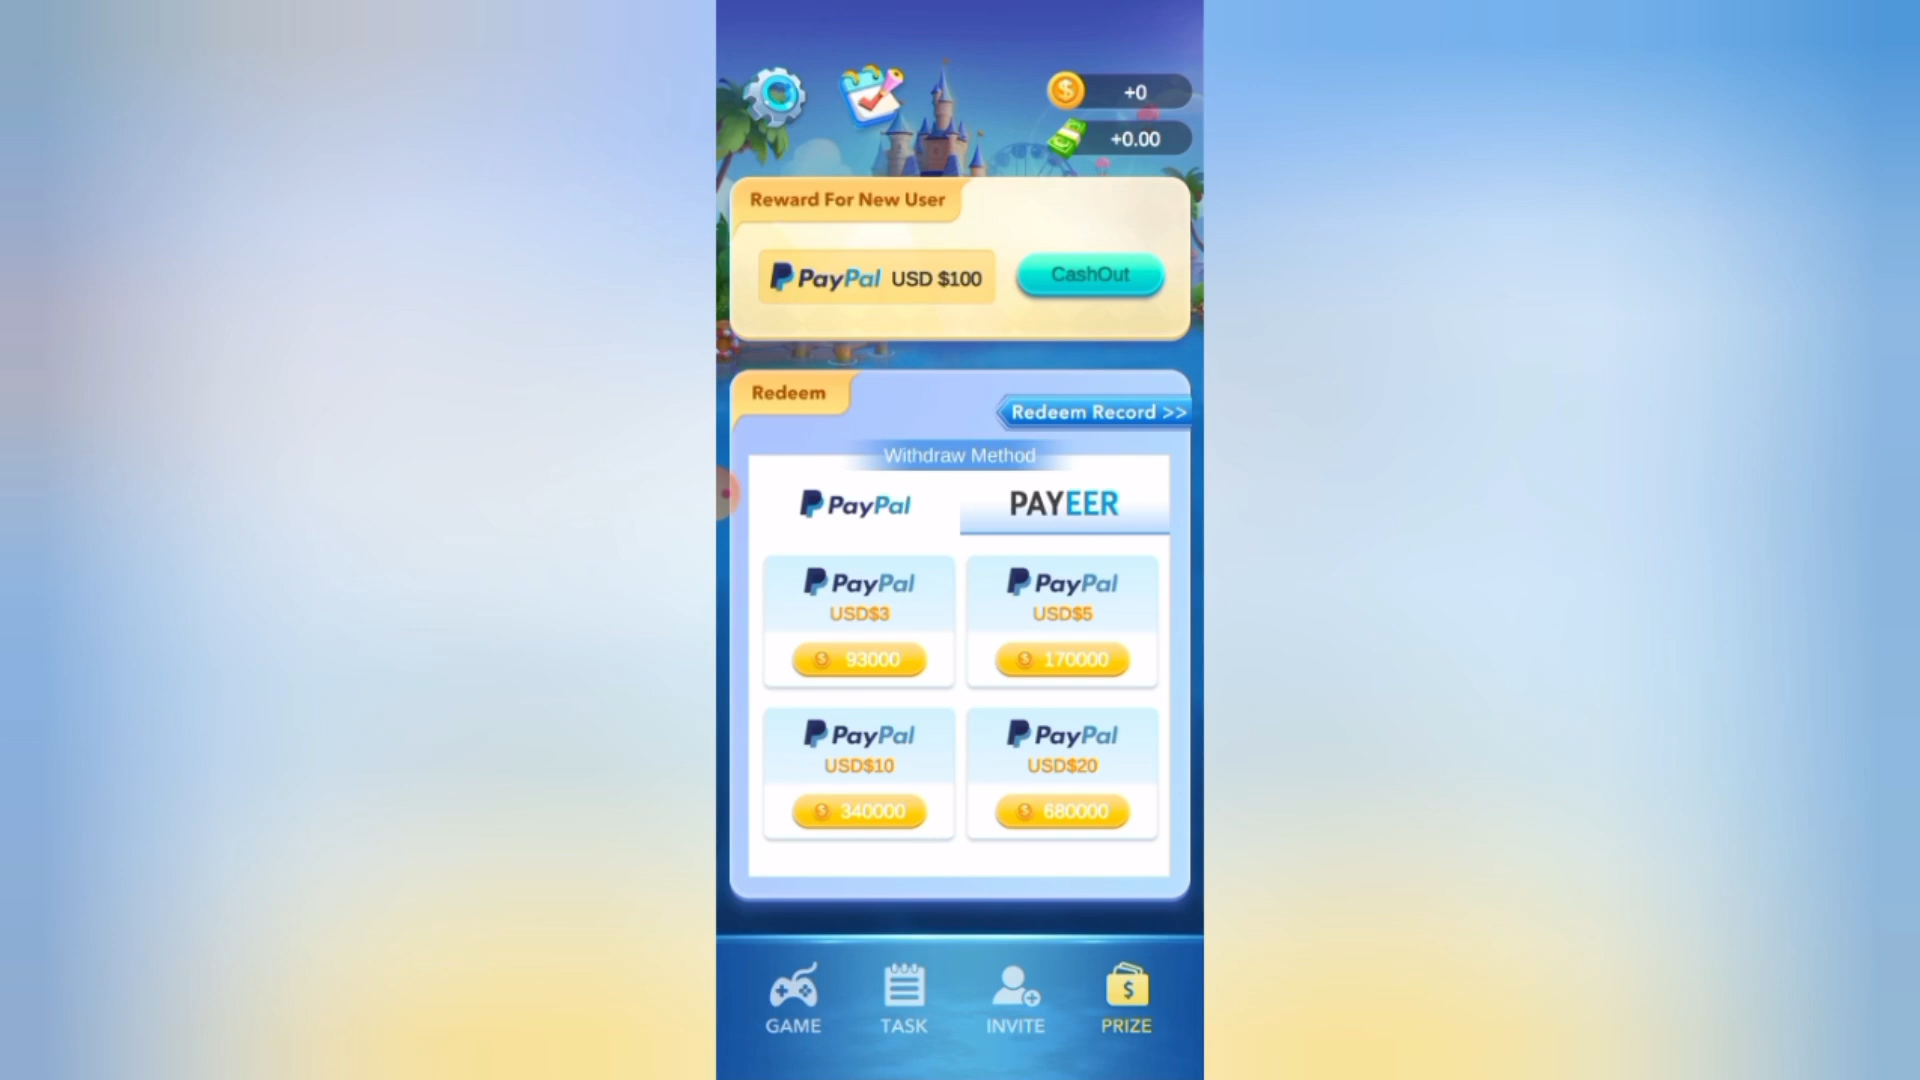 +0
+0.00
Reward For New User
PayPal USD $100
CashOut
Redeem
Redeem Record >>
Withdraw Method
PayPal
PAYEER
PayPal
USD$3
93000
PayPal
USD$5
170000
PayPal
USD$10
340000
PayPal
USD$20
680000
GAME
TASK
INVITE
PRIZE